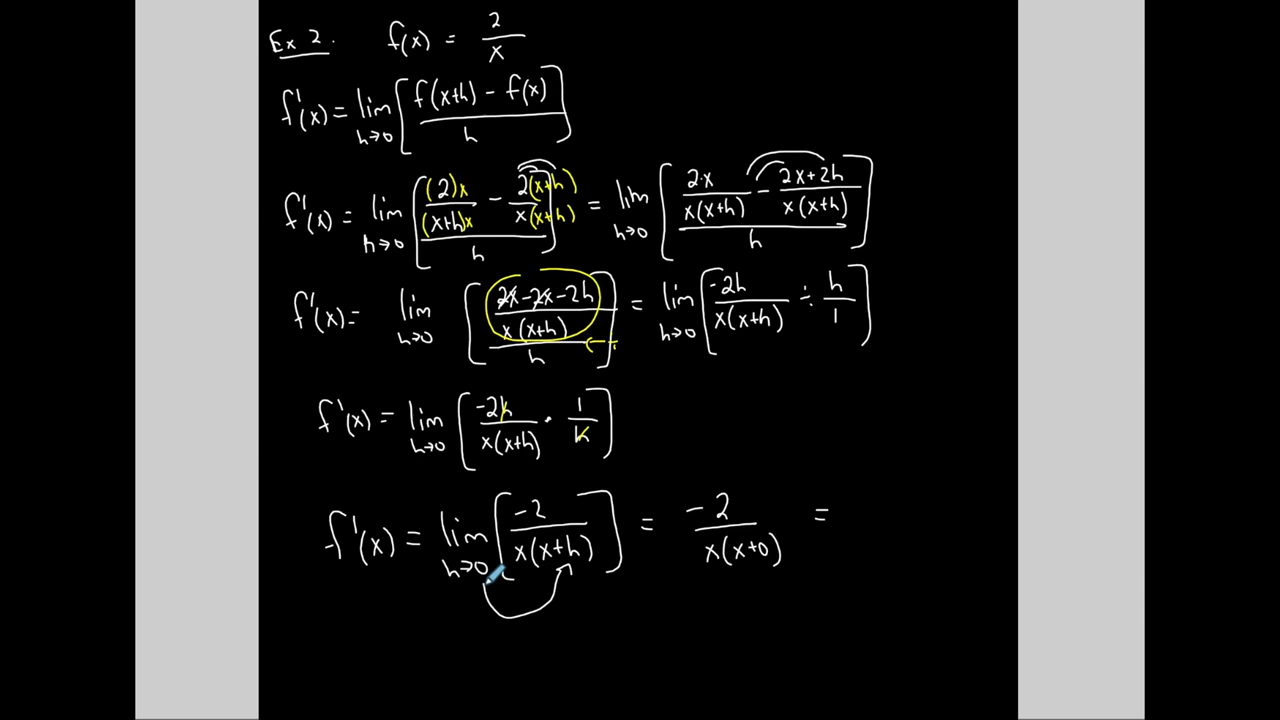 Ex 2. f(x) = 2/x
f'(x) = lim h→0 [(f(x+h) - f(x))/h]
f'(x) = lim h→0 [((2)x/(x+h)x - 2(x+h)/x(x+h))/h] = lim h→0 [(2·x/x(x+h) - (2x+2h)/x(x+h))/h]
f'(x) = lim h→0 [((2x-2x-2h)/x(x+h))/h] = lim h→0 [-2h/x(x+h) ÷ h/1]
f'(x) = lim h→0 [-2h/x(x+h) · 1/h]
f'(x) = lim h→0 [-2/x(x+h)] = -2/x(x+0) =